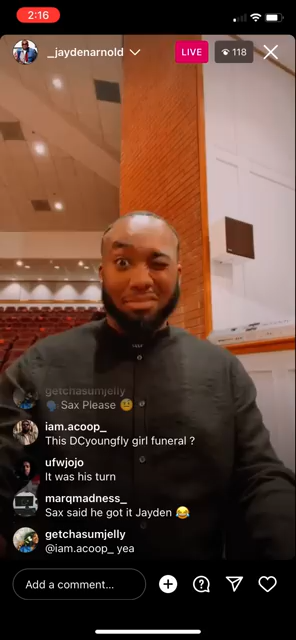 2:16
_jaydenarnold
LIVE
118
getchasumjelly
Sax Please
iam.acoop_
This DCyoungfly girl funeral ?
ufwjojo
It was his turn
marqmadness_
Sax said he got it Jayden 😂
getchasumjelly
@iam.acoop_ yea
Add a comment...